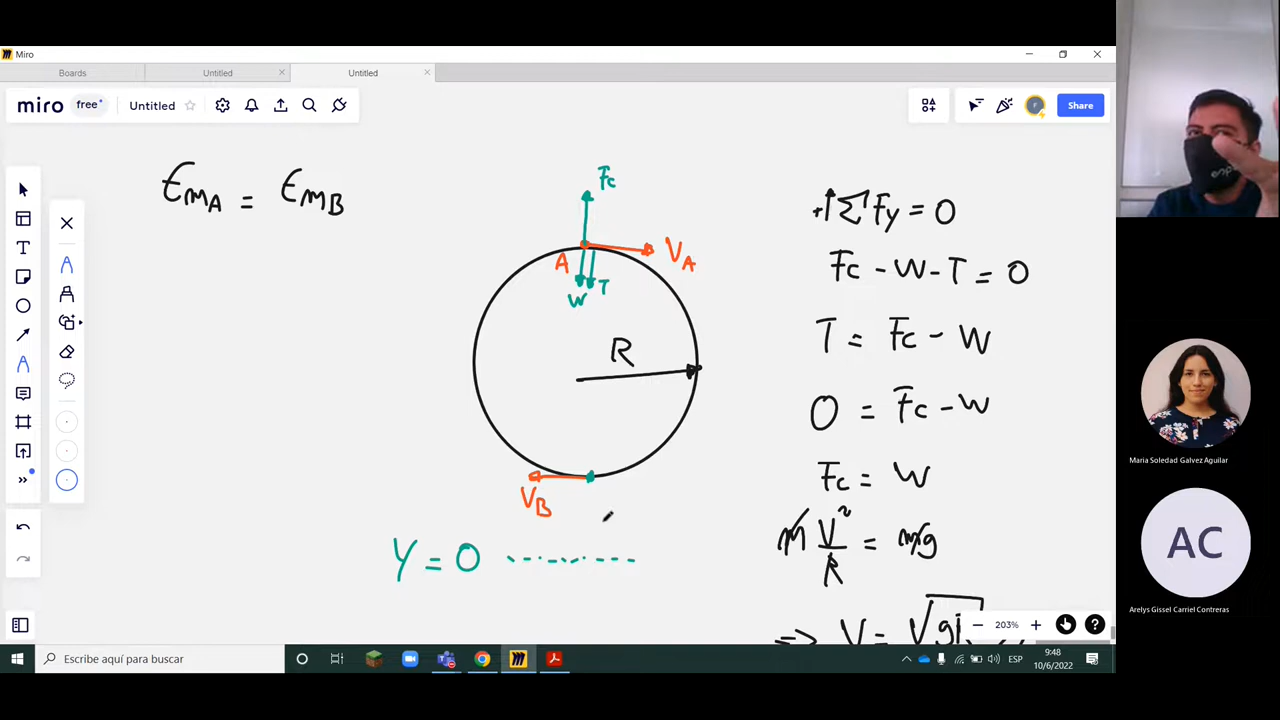 Miro
Boards
Untitled
Untitled
miro
free
Untitled
Share
EmA = EmB
Fc
A
VA
W
T
R
VB
Y = 0
+↑ΣFy = 0
Fc - W - T = 0
T = Fc - W
0 = Fc - W
Fc = W
m V²/R = mg
=> V = √g
203%
Maria Soledad Galvez Aguilar
AC
Arelys Gissel Carriel Contreras
Escribe aquí para buscar
ESP
9:48
10/6/2022